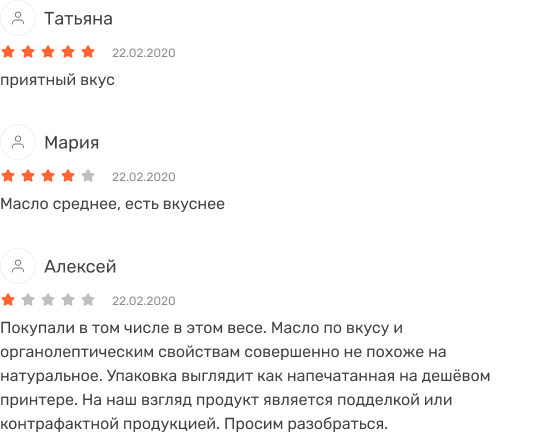 Татьяна
22.02.2020
приятный вкус
Мария
22.02.2020
Масло среднее, есть вкуснее
Алексей
22.02.2020
Покупали в том числе в этом весе. Масло по вкусу и
органолептическим свойствам совершенно не похоже на
натуральное. Упаковка выглядит как напечатанная на дешёвом
принтере. На наш взгляд продукт является подделкой или
контрафактной продукцией. Просим разобраться.